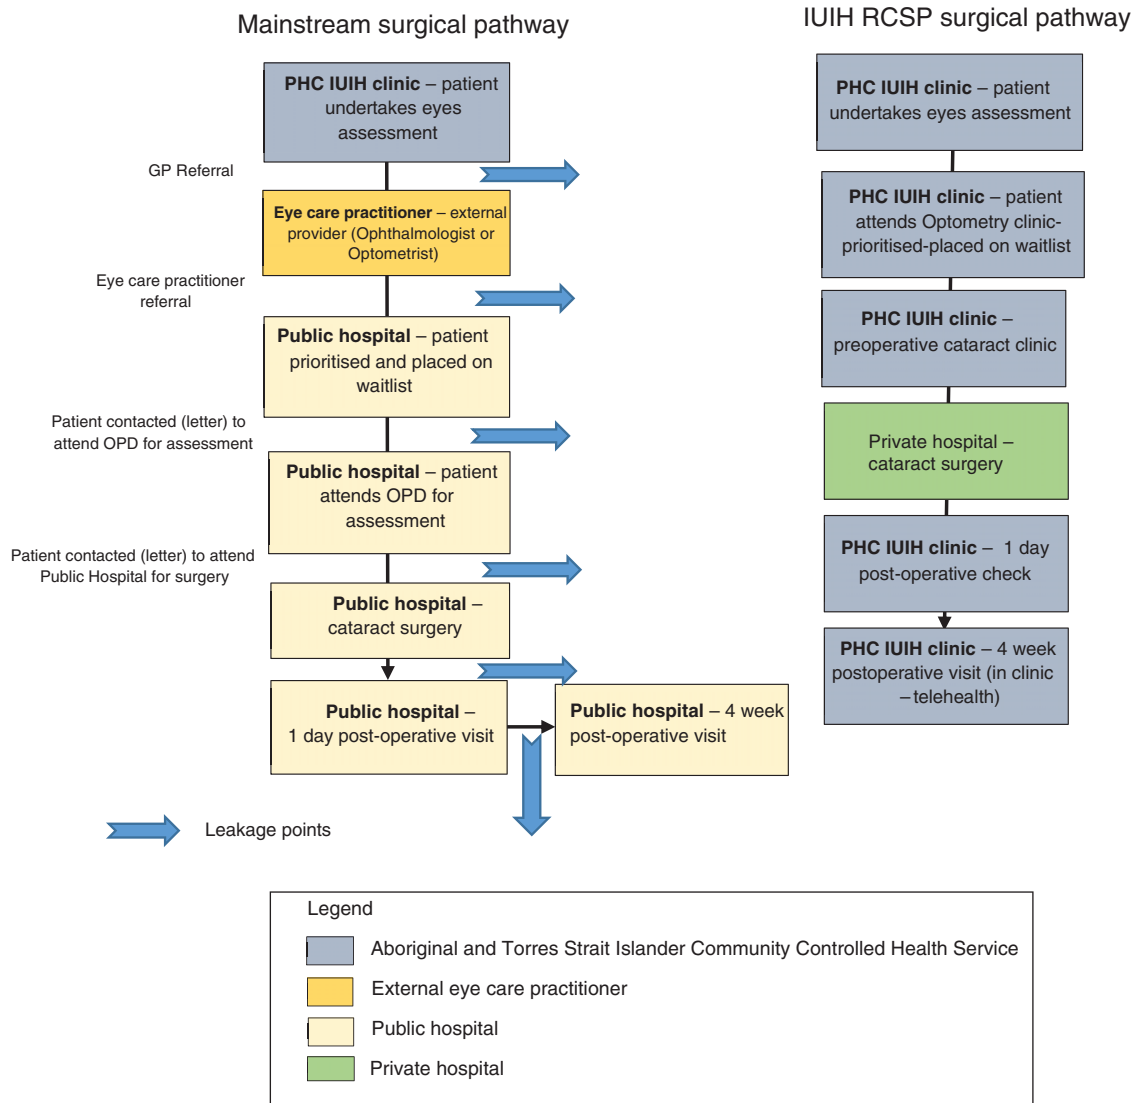 Mainstream surgical pathway
PHC IUIH clinic – patient
undertakes eyes
assessment
GP Referral
Eye care practitioner – external
provider (Ophthalmologist or
Optometrist)
Eye care practitioner
referral
Public hospital – patient
prioritised and placed on
waitlist
Patient contacted (letter) to
attend OPD for assessment
Public hospital – patient
attends OPD for
assessment
Patient contacted (letter) to attend
Public Hospital for surgery
Public hospital –
cataract surgery
Public hospital –
1 day post-operative visit
Public hospital – 4 week
post-operative visit
Leakage points
IUIH RCSP surgical pathway
PHC IUIH clinic – patient
undertakes eyes assessment
PHC IUIH clinic – patient
attends Optometry clinic-
prioritised-placed on waitlist
PHC IUIH clinic –
preoperative cataract clinic
Private hospital –
cataract surgery
PHC IUIH clinic – 1 day
post-operative check
PHC IUIH clinic – 4 week
postoperative visit (in clinic
– telehealth)
Legend
Aboriginal and Torres Strait Islander Community Controlled Health Service
External eye care practitioner
Public hospital
Private hospital